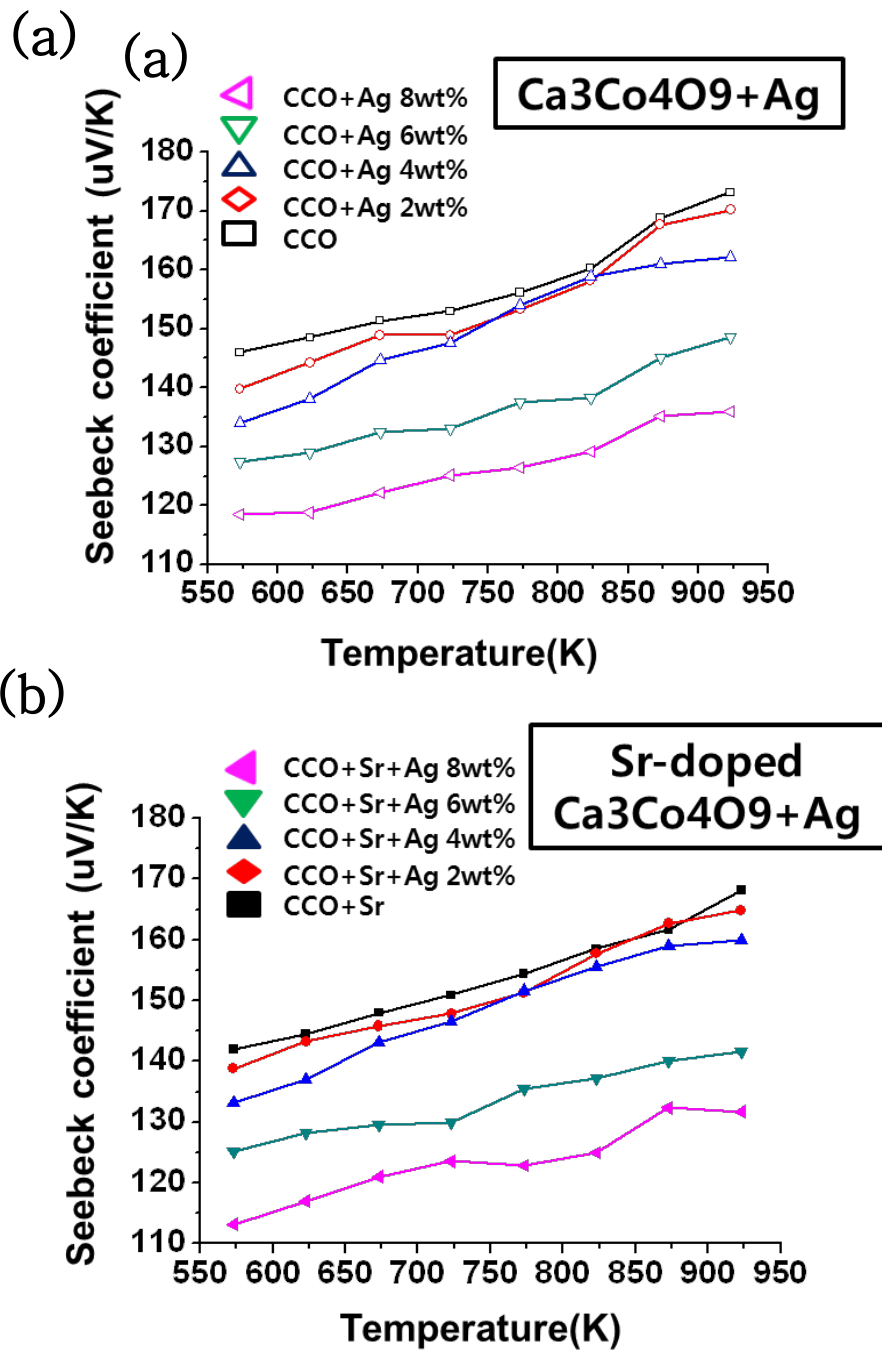 (a)
(a)
CCO+Ag 8wt%
CCO+Ag 6wt%
CCO+Ag 4wt%
CCO+Ag 2wt%
CCO
Ca3Co4O9+Ag
Seebeck coefficient (uV/K)
180
170
160
150
140
130
120
110
550 600 650 700 750 800 850 900 950
Temperature(K)
(b)
CCO+Sr+Ag 8wt%
CCO+Sr+Ag 6wt%
CCO+Sr+Ag 4wt%
CCO+Sr+Ag 2wt%
CCO+Sr
Sr-doped
Ca3Co4O9+Ag
Seebeck coefficient (uV/K)
180
170
160
150
140
130
120
110
550 600 650 700 750 800 850 900 950
Temperature(K)